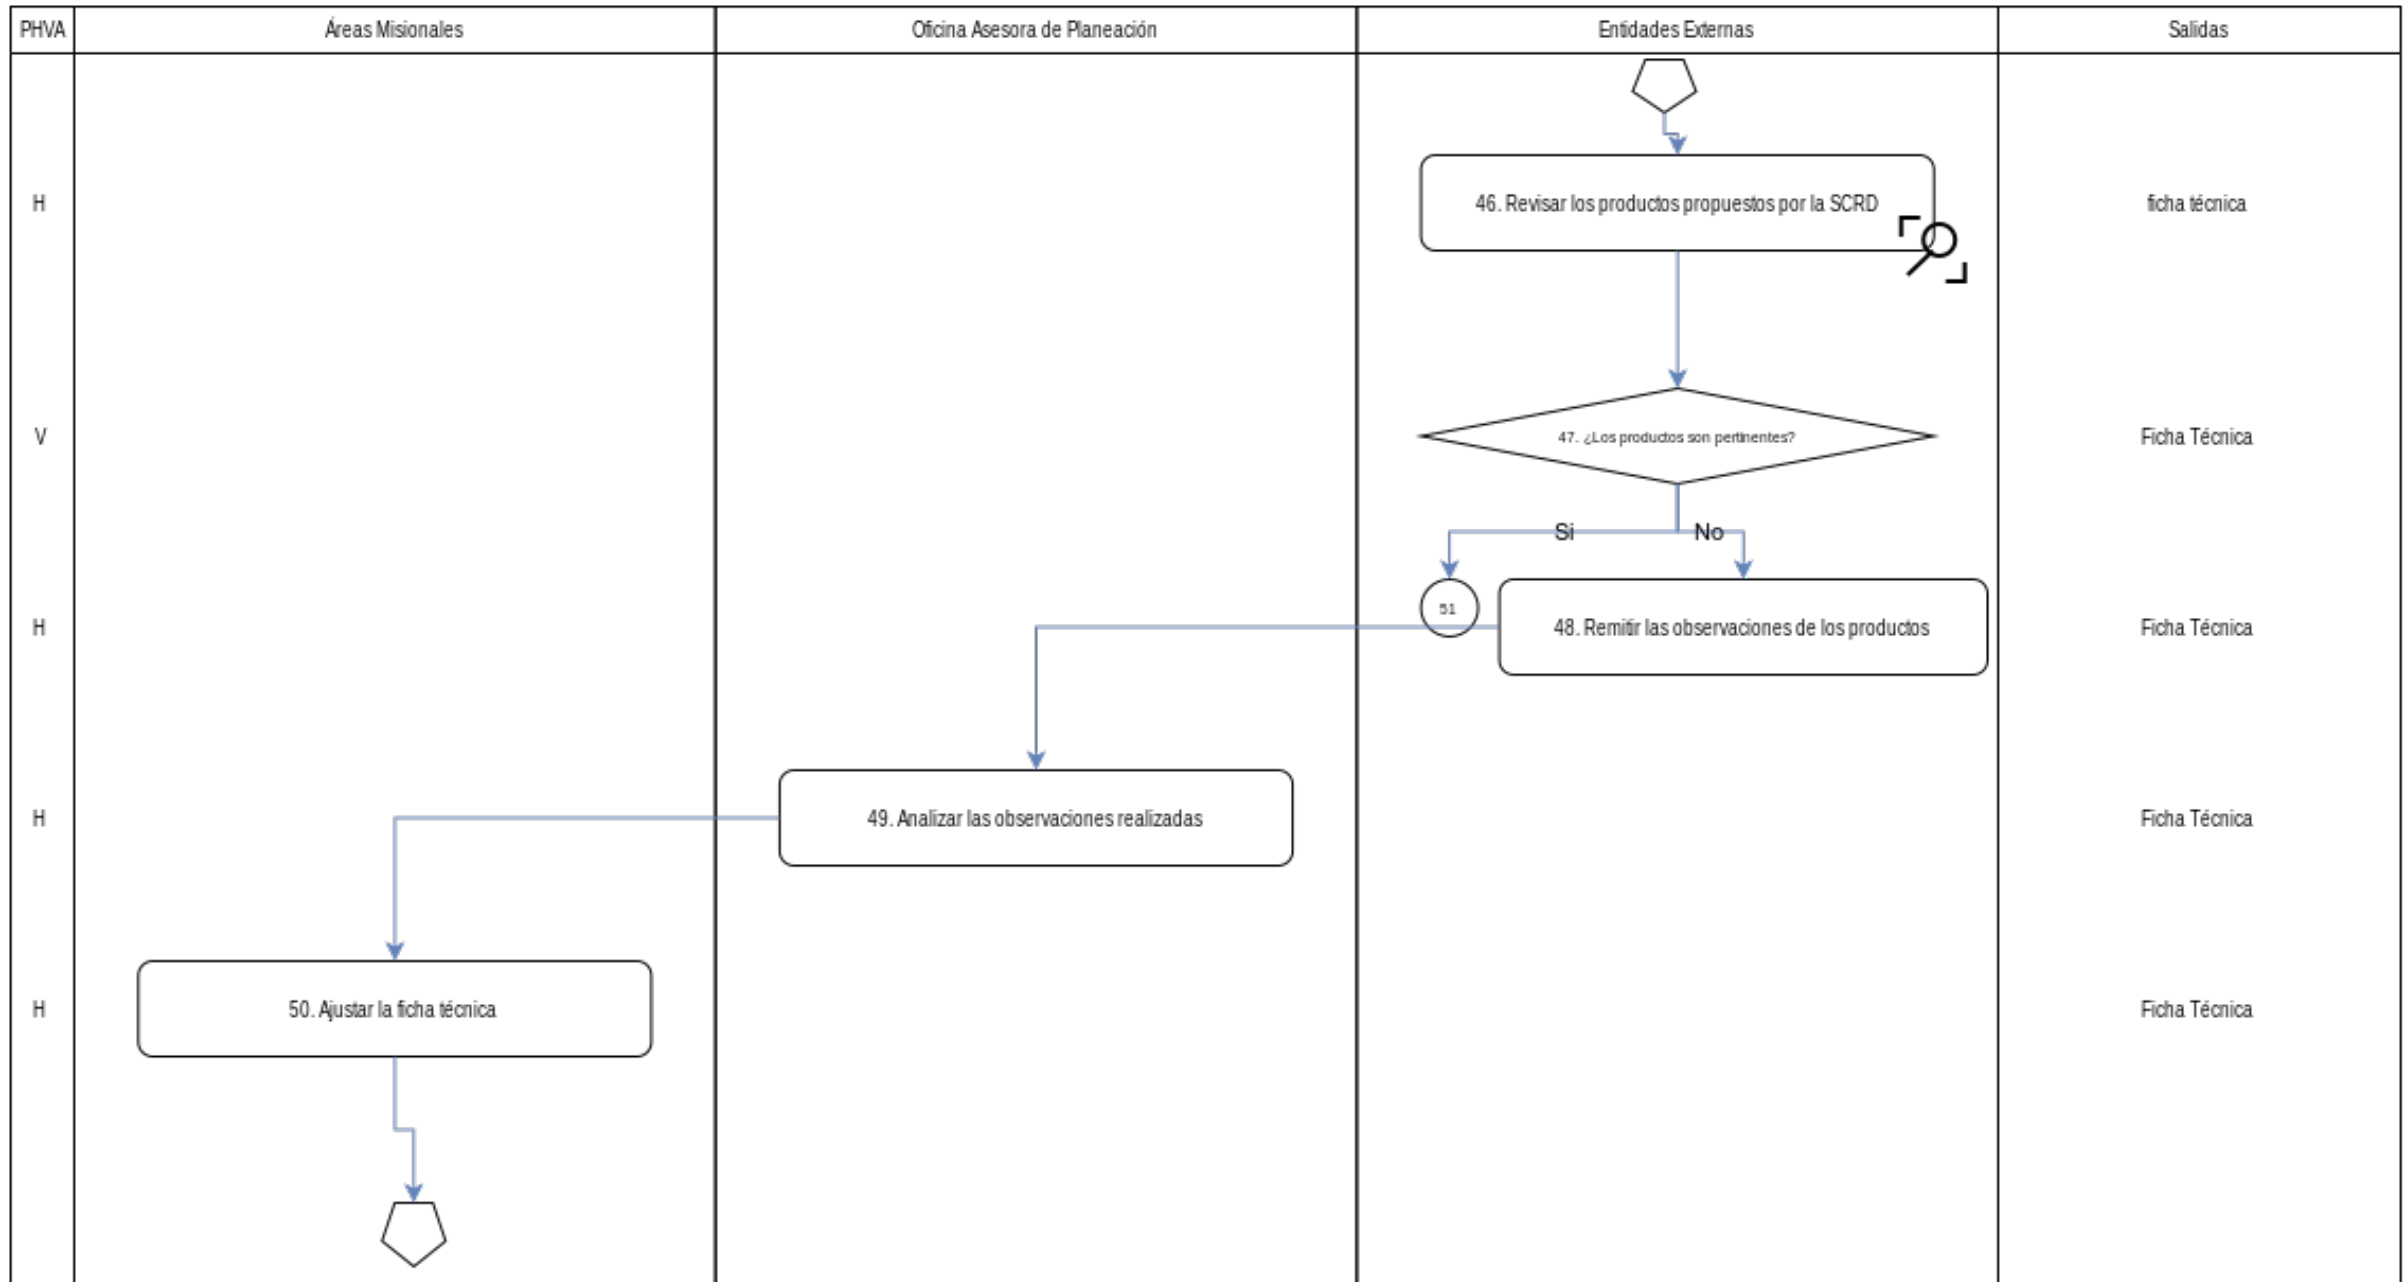 PHVA
Áreas Misionales
Oficina Asesora de Planeación
Entidades Externas
Salidas
H
46. Revisar los productos propuestos por la SCRD
ficha técnica
V
47. ¿Los productos son pertinentes?
Ficha Técnica
Si
No
H
51
48. Remitir las observaciones de los productos
Ficha Técnica
H
49. Analizar las observaciones realizadas
Ficha Técnica
H
50. Ajustar la ficha técnica
Ficha Técnica